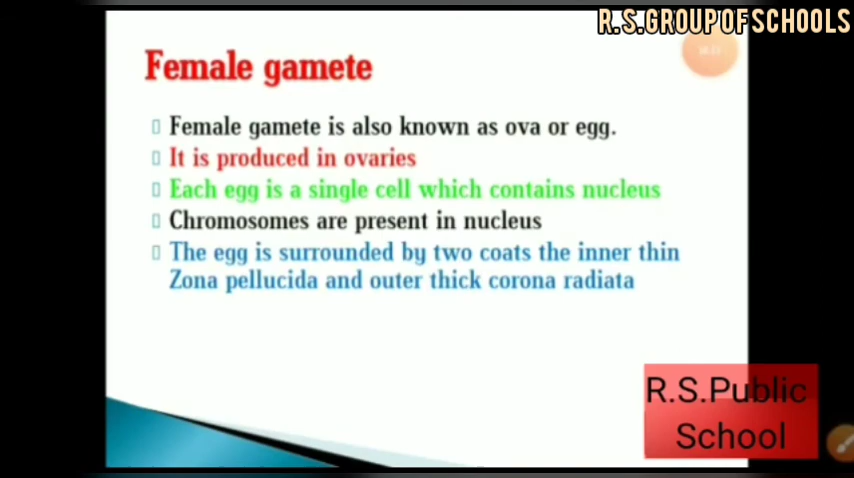 R.S.GROUP OF SCHOOLS
Female gamete
Female gamete is also known as ova or egg.
It is produced in ovaries
Each egg is a single cell which contains nucleus
Chromosomes are present in nucleus
The egg is surrounded by two coats the inner thin
Zona pellucida and outer thick corona radiata
R.S.Public
School